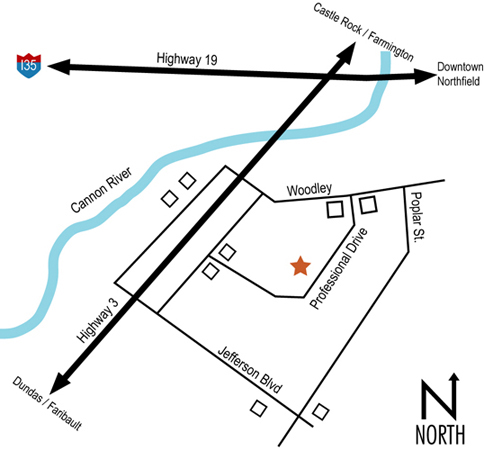 Castle Rock / Farmington
I35
Highway 19
Downtown
Northfield
Cannon River
Woodley
Poplar St.
Professional Drive
Highway 3
Jefferson Blvd
Dundas / Faribault
N
NORTH